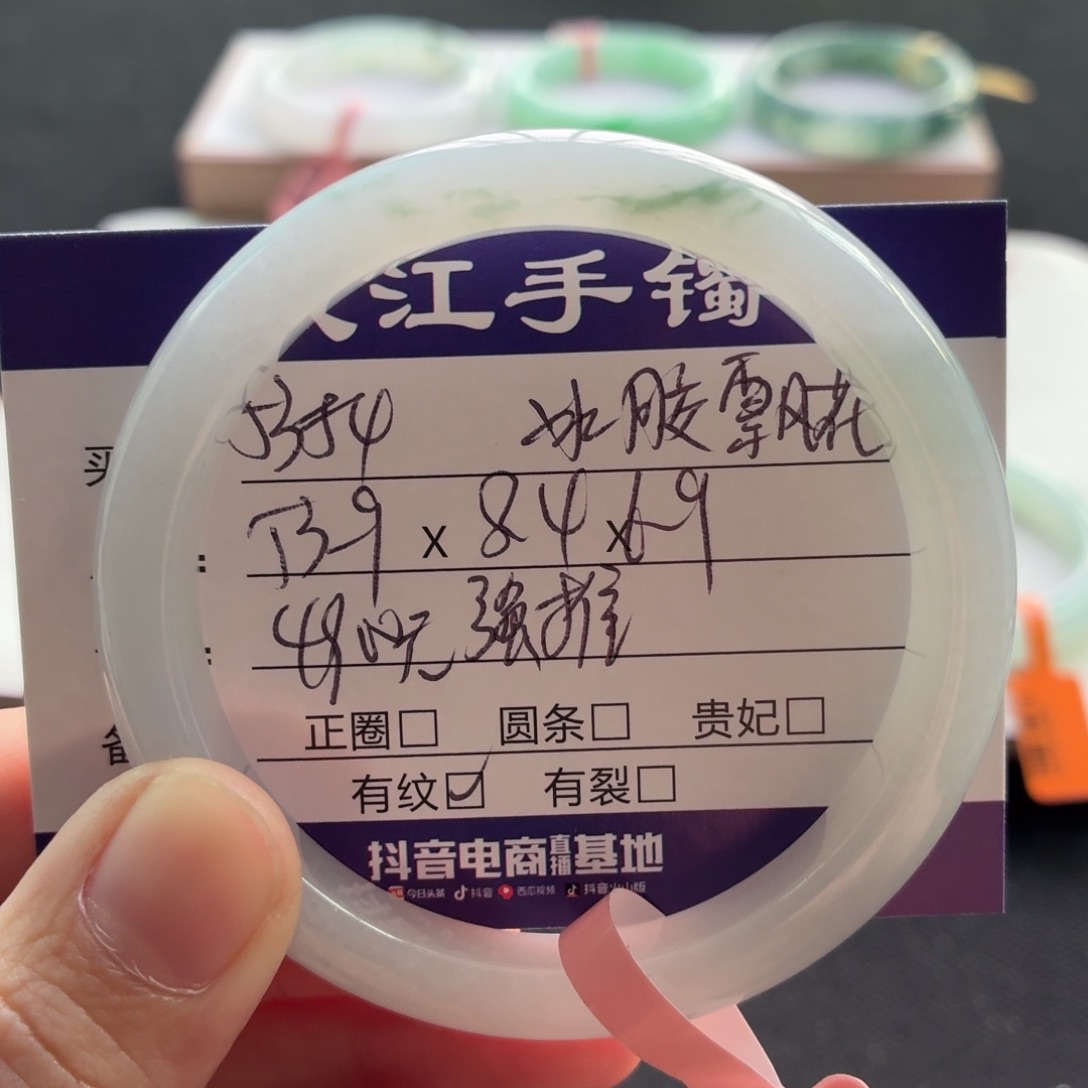 江手镯
买
冰胶飘花
x 84 x 6.9
强推
正圈□ 圆条□ 贵妃□
有纹☑ 有裂□
抖音电商直播基地
今日头条 抖音 西瓜视频 抖音火山版